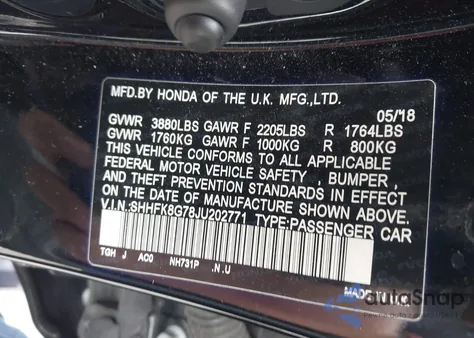 MFD.BY HONDA OF THE U.K. MFG.,LTD.
05/18
GVWR 3880LBS GAWR F 2205LBS R 1764LBS
GVWR 1760KG GAWR F 1000KG R 800KG
THIS VEHICLE CONFORMS TO ALL APPLICABLE
FEDERAL MOTOR VEHICLE SAFETY , BUMPER ,
AND THEFT PREVENTION STANDARDS IN EFFECT
ON THE DATE OF MANUFACTURE SHOWN ABOVE.
V.I.N.:SHHFK8G78JU202771 TYPE:PASSENGER CAR
TGH J AC0 NH731P .N.U
MADE
autoSnap